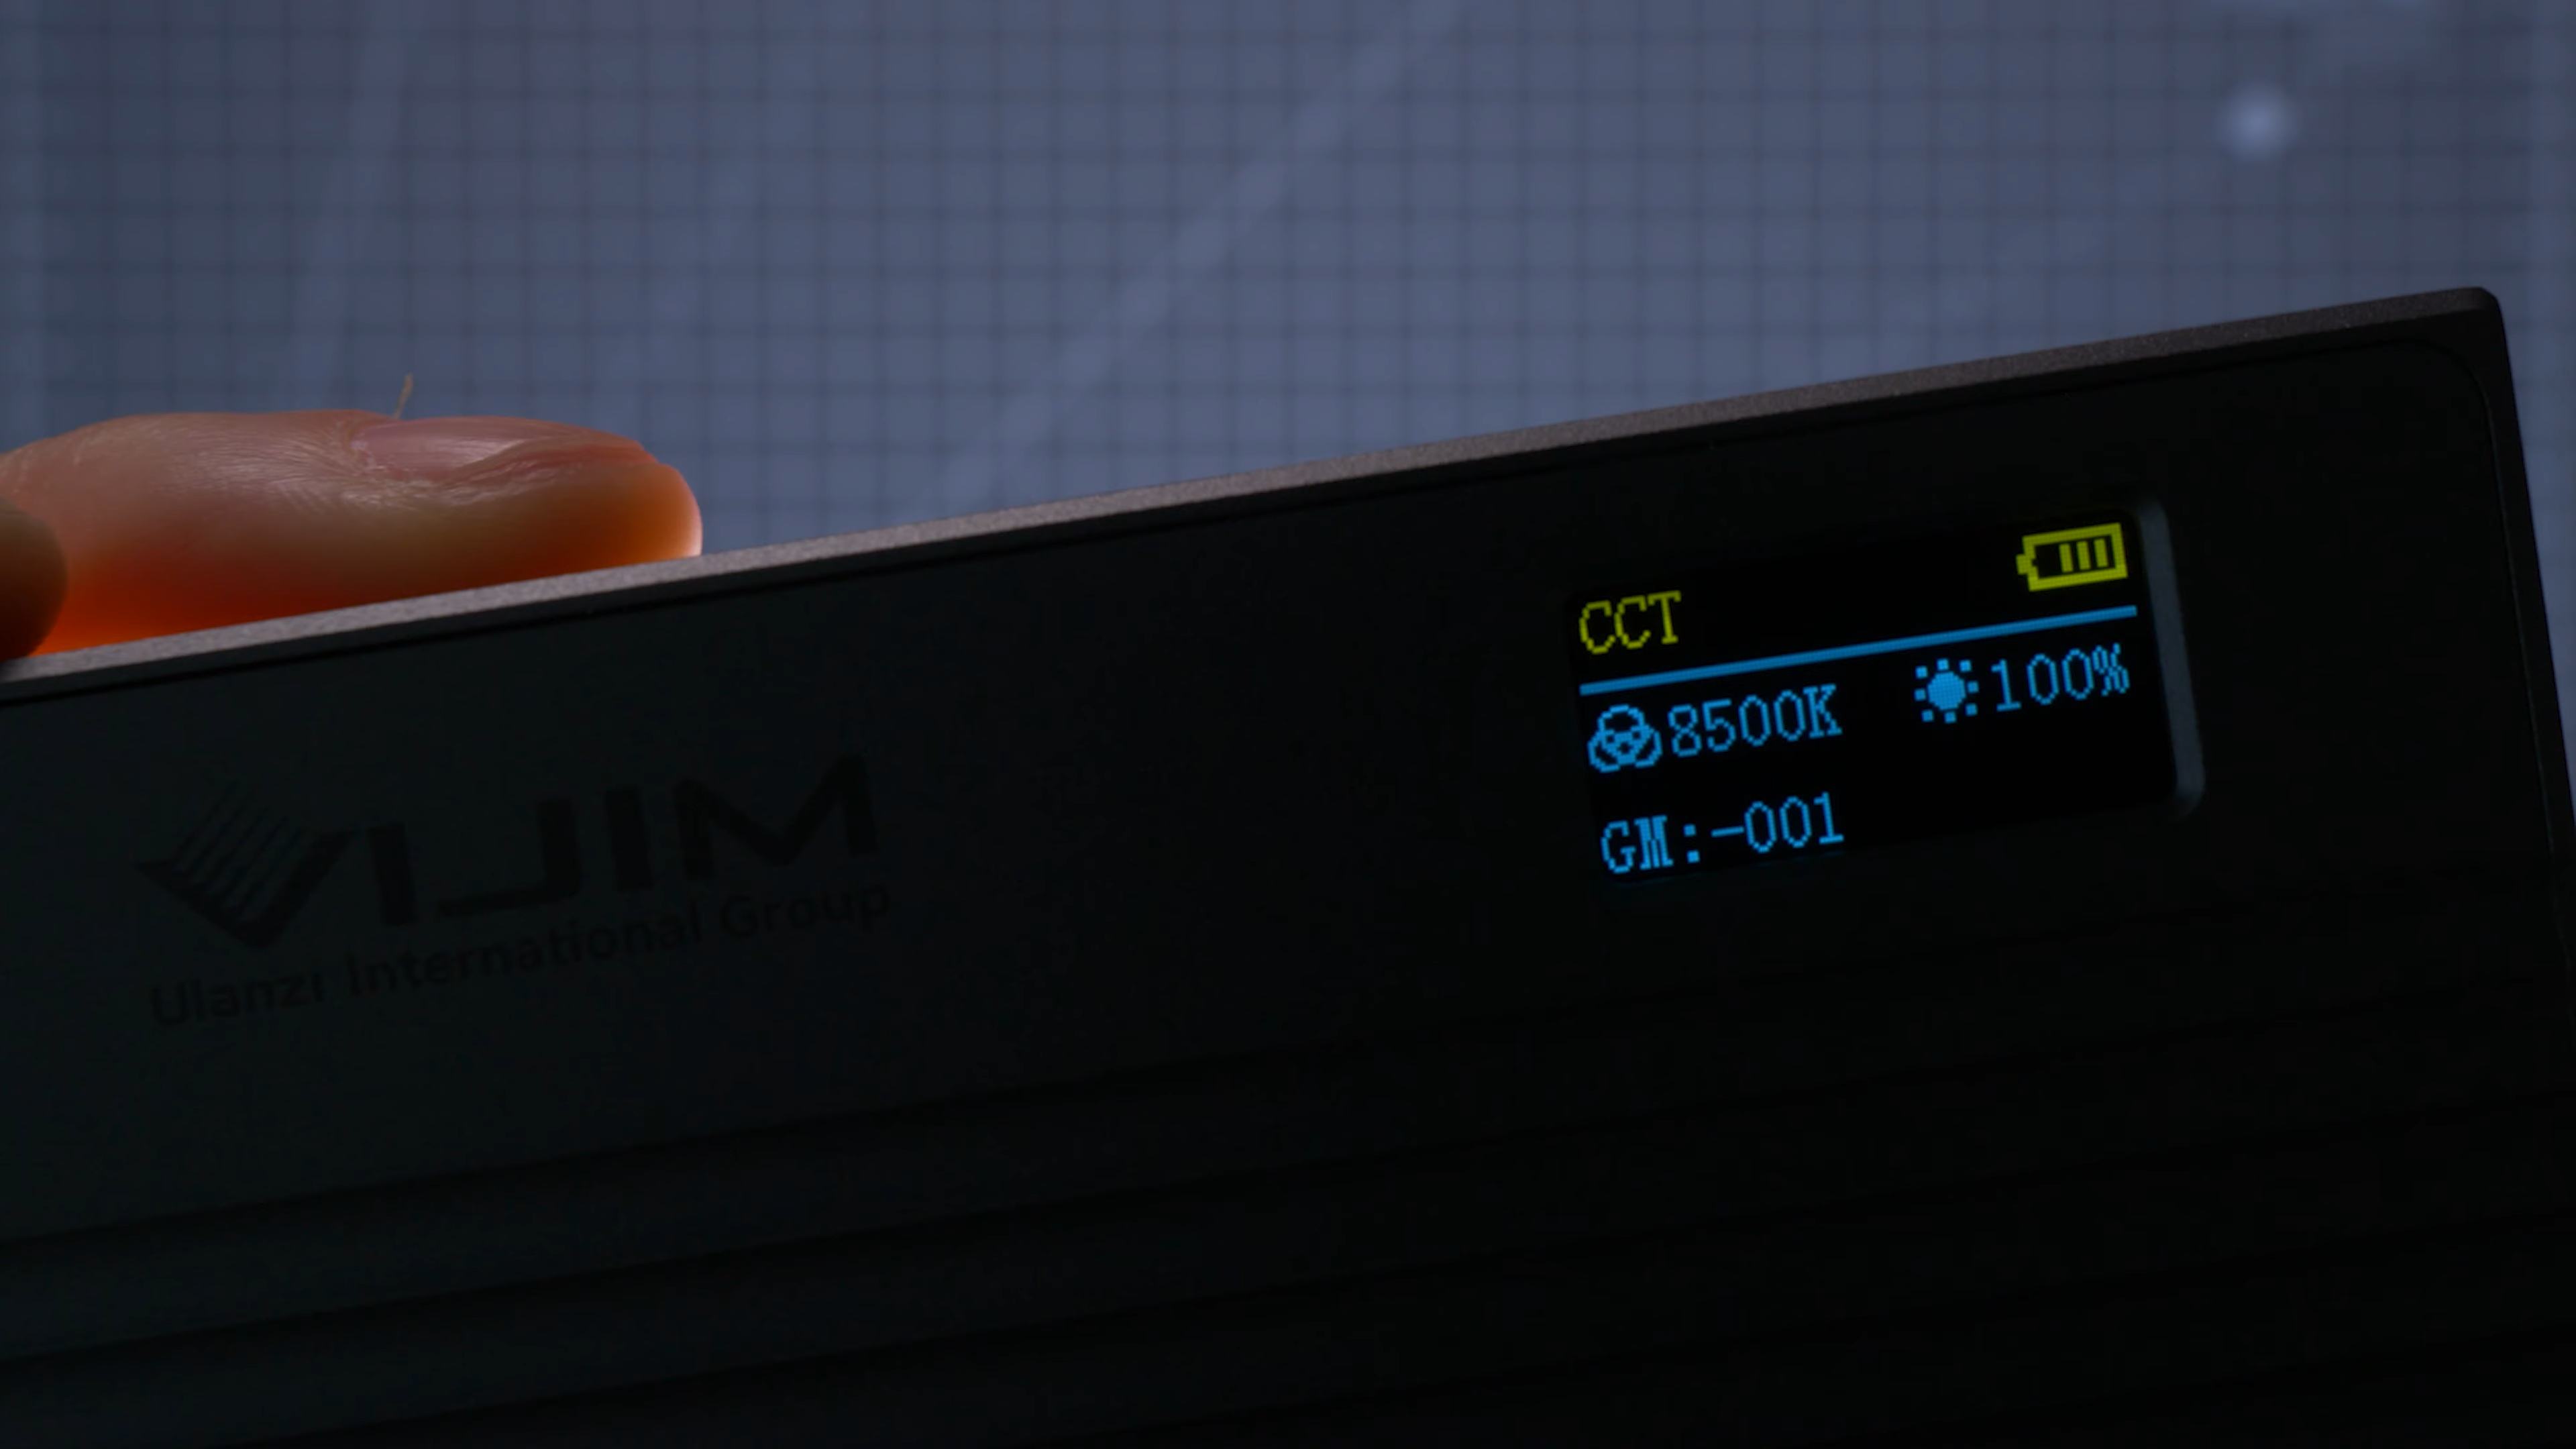 CCT
8500K 100%
GM:-001
VIJIM
Ulanzi International Group